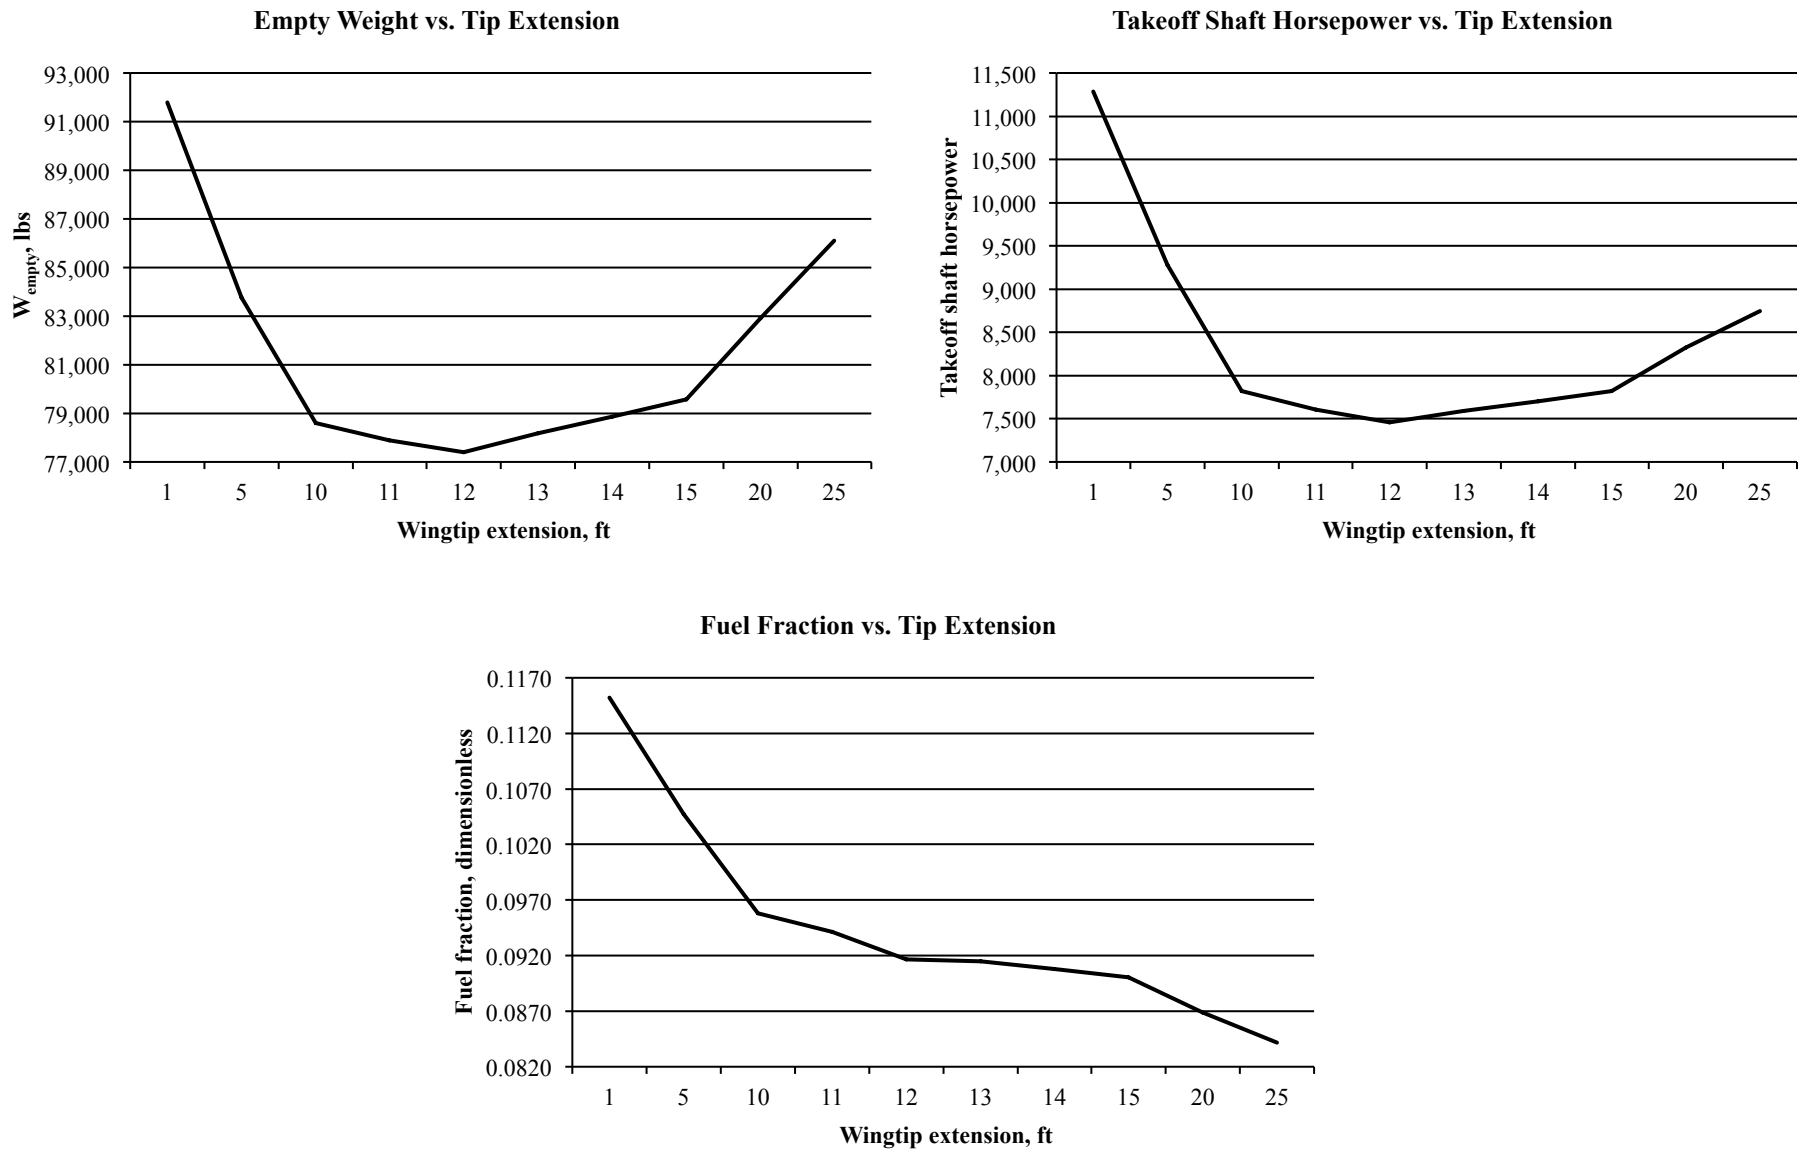 Empty Weight vs. Tip Extension
93,000
91,000
89,000
87,000
85,000
83,000
81,000
79,000
77,000
Wempty, lbs
1 5 10 11 12 13 14 15 20 25
Wingtip extension, ft
Takeoff Shaft Horsepower vs. Tip Extension
11,500
11,000
10,500
10,000
9,500
9,000
8,500
8,000
7,500
7,000
Takeoff shaft horsepower
1 5 10 11 12 13 14 15 20 25
Wingtip extension, ft
Fuel Fraction vs. Tip Extension
0.1170
0.1120
0.1070
0.1020
0.0970
0.0920
0.0870
0.0820
Fuel fraction, dimensionless
1 5 10 11 12 13 14 15 20 25
Wingtip extension, ft